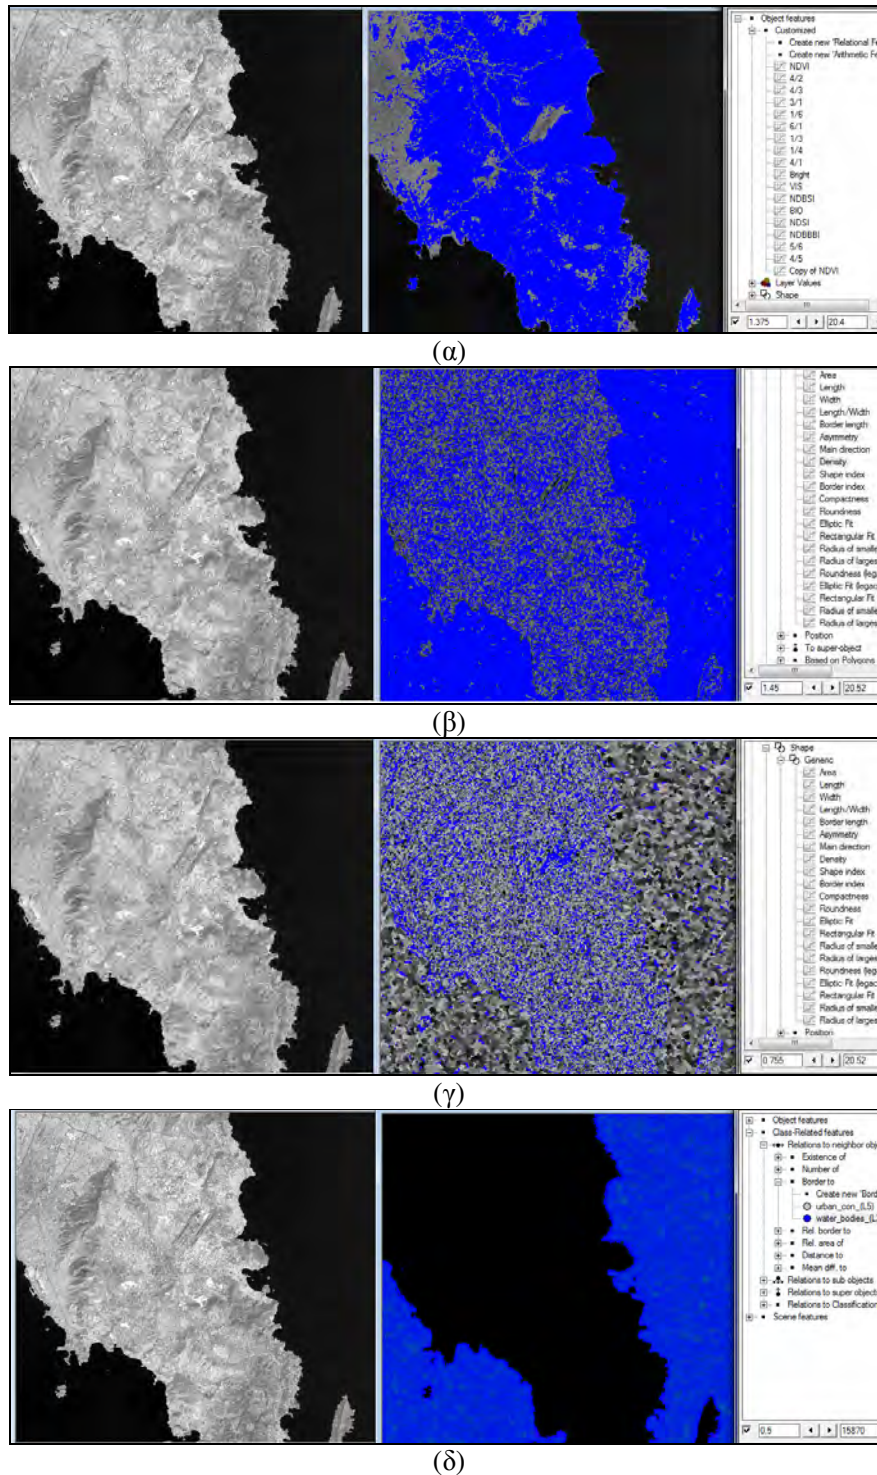 Object features
Customized
Create new 'Relational Fe
Create new 'Arithmetic Fe
NDVI
4/2
4/3
3/1
1/6
6/1
1/3
1/4
4/1
Bright
VIS
NDBSI
BIO
NDSI
NDBBBI
5/6
4/5
Copy of NDVI
Layer Values
Shape
1.375 20.4
(α)
Area
Length
Width
Length/Width
Border length
Asymmetry
Main direction
Density
Shape index
Border index
Compactness
Roundness
Elliptic Fit
Rectangular Fit
Radius of smalle
Radius of larges
Roundness (lega
Elliptic Fit (legac
Rectangular Fit
Radius of smalle
Radius of larges
Position
To super-object
Based on Polygons
1.45 20.52
(β)
Shape
Generic
Area
Length
Width
Length/Width
Border length
Asymmetry
Main direction
Density
Shape index
Border index
Compactness
Roundness
Elliptic Fit
Rectangular Fit
Radius of smalle
Radius of larges
Roundness (leg
Elliptic Fit (legac
Rectangular Fit
Radius of smalle
Radius of larges
Position
0.755 20.52
(γ)
Object features
Class-Related features
Relations to neighbor obj
Existence of
Number of
Border to
Create new 'Bord
urban_con_(L5)
water_bodies_(L
Rel. border to
Rel. area of
Distance to
Mean diff. to
Relations to sub objects
Relations to super objects
Relations to Classification
Scene features
0.5 15870
(δ)